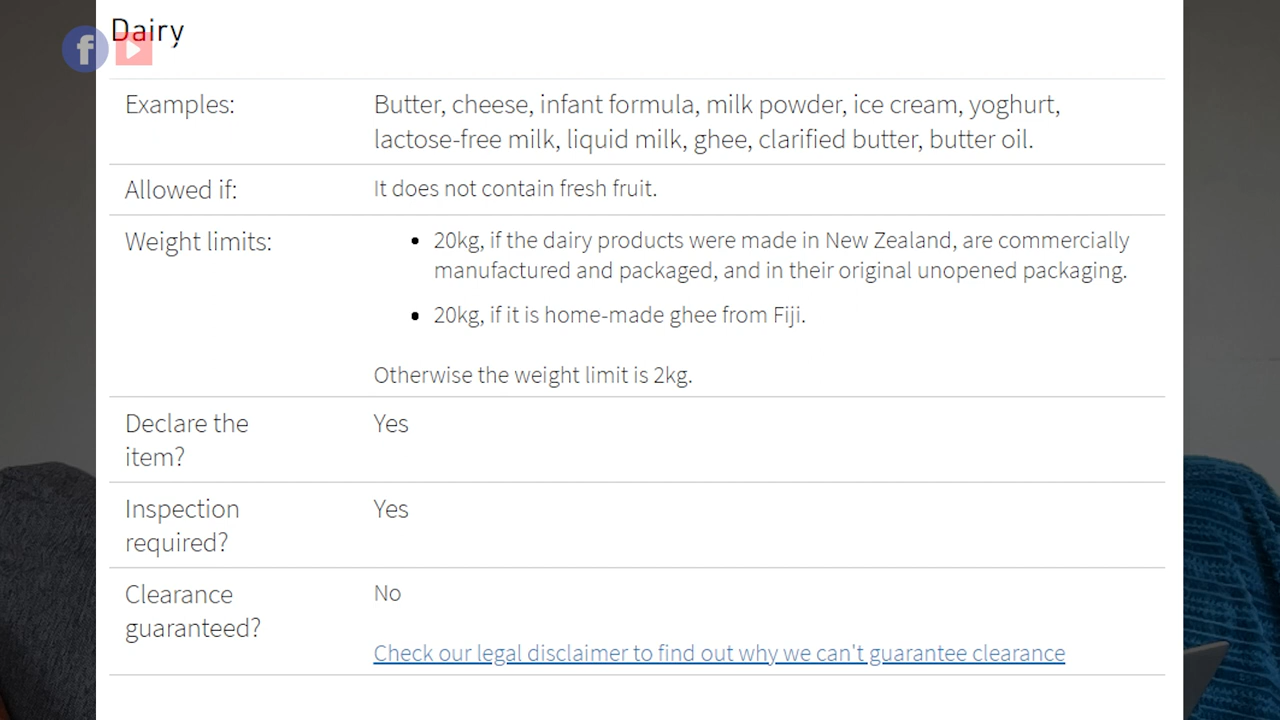 Dairy
f
Examples:
Butter, cheese, infant formula, milk powder, ice cream, yoghurt,
lactose-free milk, liquid milk, ghee, clarified butter, butter oil.
Allowed if:
It does not contain fresh fruit.
Weight limits:
• 20kg, if the dairy products were made in New Zealand, are commercially
manufactured and packaged, and in their original unopened packaging.
• 20kg, if it is home-made ghee from Fiji.
Otherwise the weight limit is 2kg.
Declare the
item?
Yes
Inspection
required?
Yes
Clearance
guaranteed?
No
Check our legal disclaimer to find out why we can't guarantee clearance